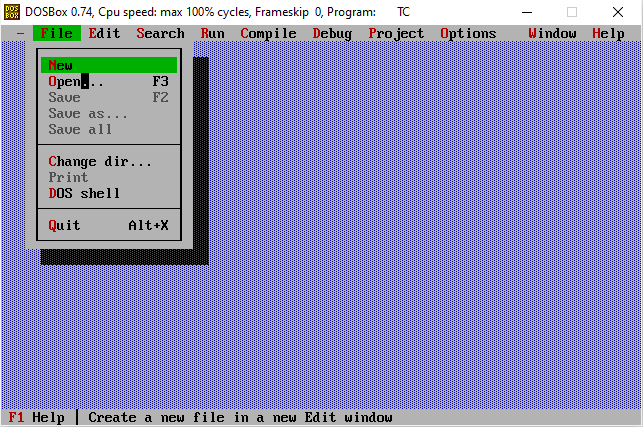 DOS BOX DOSBox 0.74, Cpu speed: max 100% cycles, Frameskip 0, Program: TC
File Edit Search Run Compile Debug Project Options Window Help
New
Open... F3
Save F2
Save as...
Save all
Change dir...
Print
DOS shell
Quit Alt+X
F1 Help | Create a new file in a new Edit window